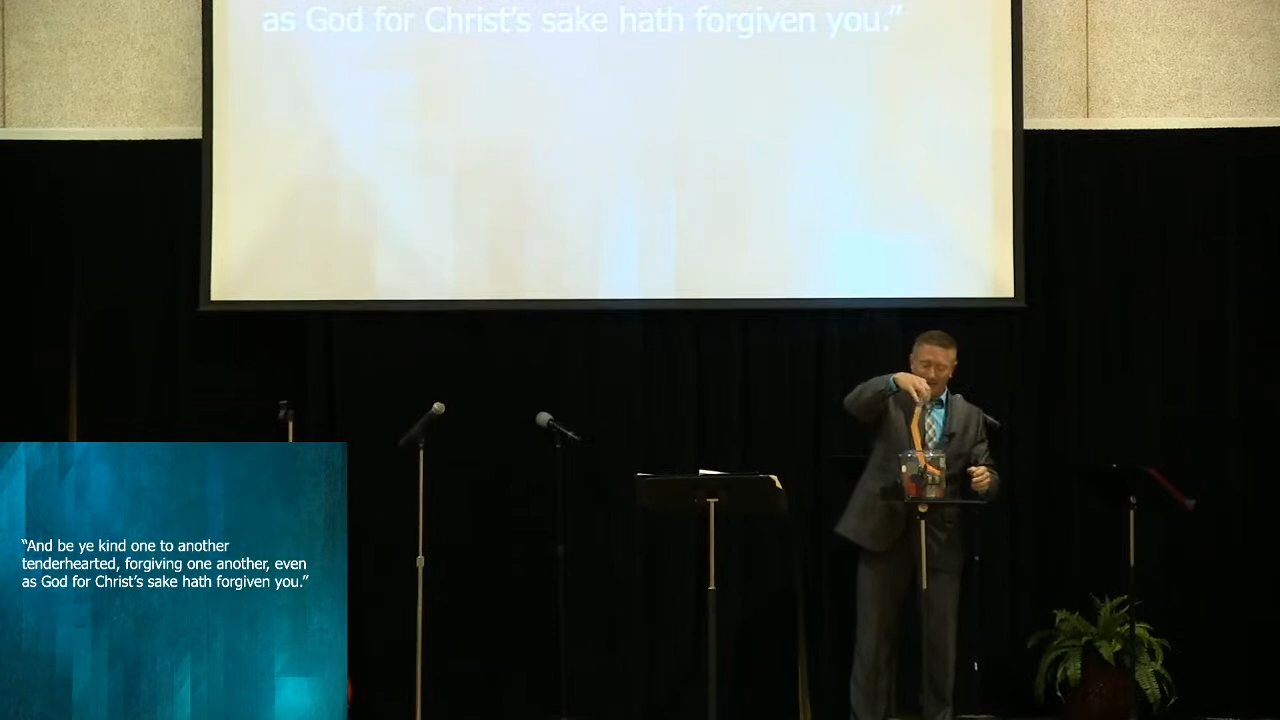 as God for Christ's sake hath forgiven you.”
“And be ye kind one to another
tenderhearted, forgiving one another, even
as God for Christ's sake hath forgiven you.”